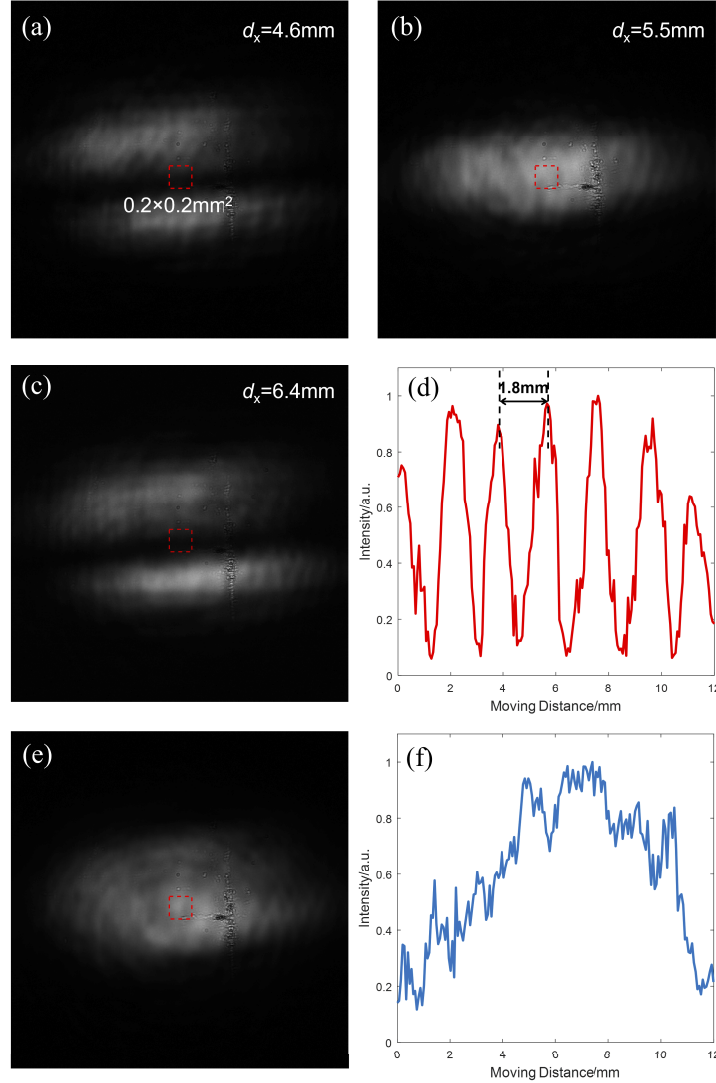 (a)
dx=4.6mm
0.2×0.2mm²
(b)
dx=5.5mm
(c)
dx=6.4mm
(d)
1.8mm
1
0.8
0.6
0.4
0.2
0
Intensity/a.u.
0 2 4 6 8 10 12
Moving Distance/mm
(e)
(f)
1
0.8
0.6
0.4
0.2
0
Intensity/a.u.
0 2 4 6 8 10 12
Moving Distance/mm